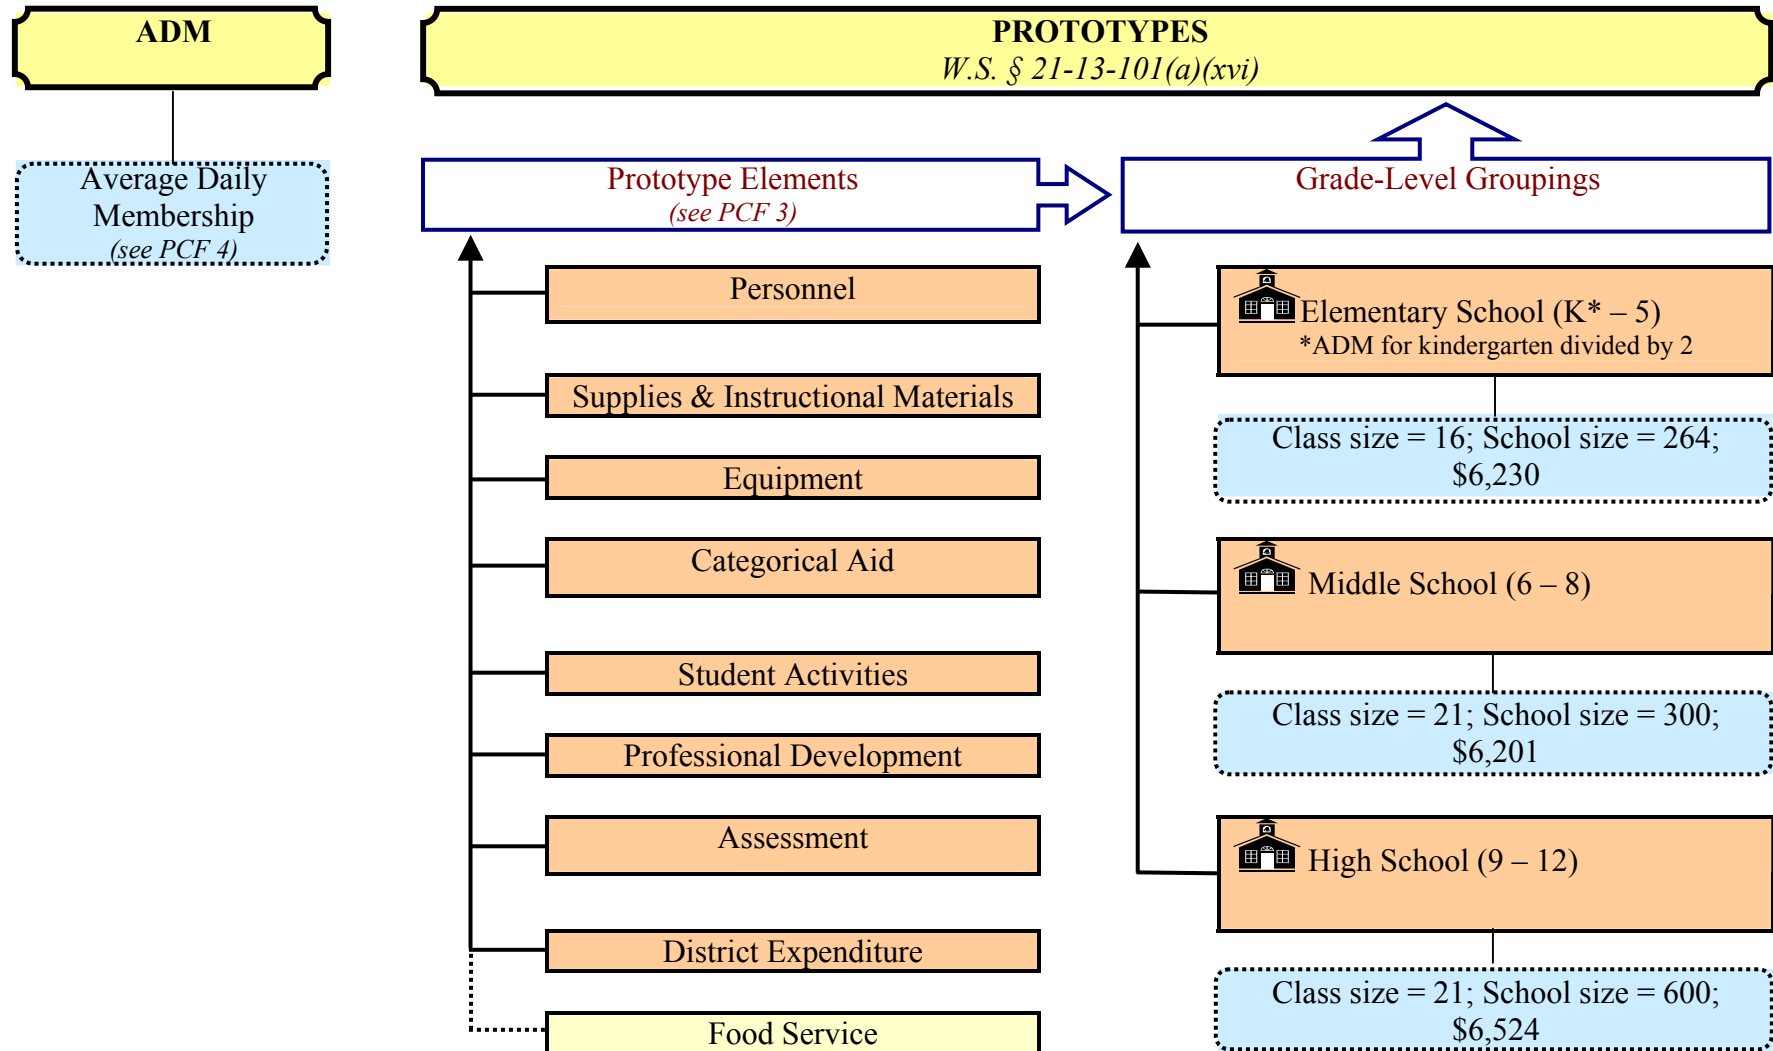 ADM
Average Daily
Membership
(see PCF 4)
PROTOTYPES
W.S. § 21-13-101(a)(xvi)
Prototype Elements
(see PCF 3)
Personnel
Supplies & Instructional Materials
Equipment
Categorical Aid
Student Activities
Professional Development
Assessment
District Expenditure
Food Service
Grade-Level Groupings
Elementary School (K* – 5)
*ADM for kindergarten divided by 2
Class size = 16; School size = 264;
$6,230
Middle School (6 – 8)
Class size = 21; School size = 300;
$6,201
High School (9 – 12)
Class size = 21; School size = 600;
$6,524